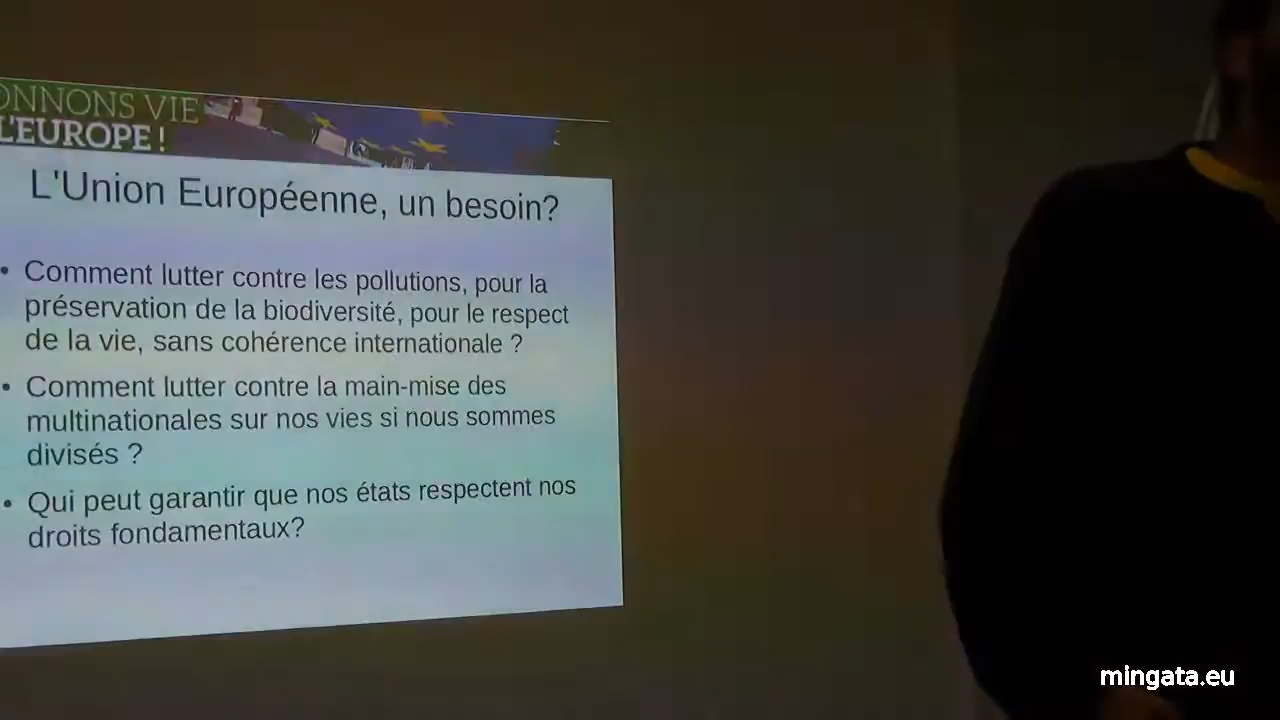 ONNONS VIE
L'EUROPE !
L'Union Européenne, un besoin?
• Comment lutter contre les pollutions, pour la
préservation de la biodiversité, pour le respect
de la vie, sans cohérence internationale ?
• Comment lutter contre la main-mise des
multinationales sur nos vies si nous sommes
divisés ?
• Qui peut garantir que nos états respectent nos
droits fondamentaux?
mingata.eu